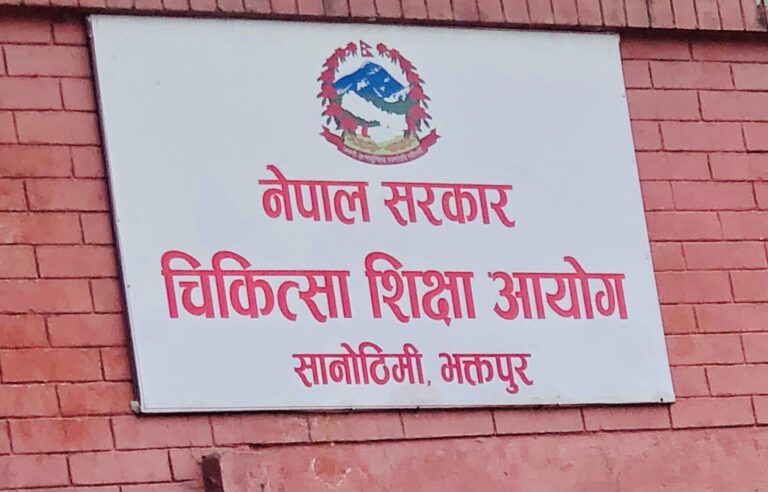 नेपाल सरकार
चिकित्सा शिक्षा आयोग
सानोठिमी, भक्तपुर